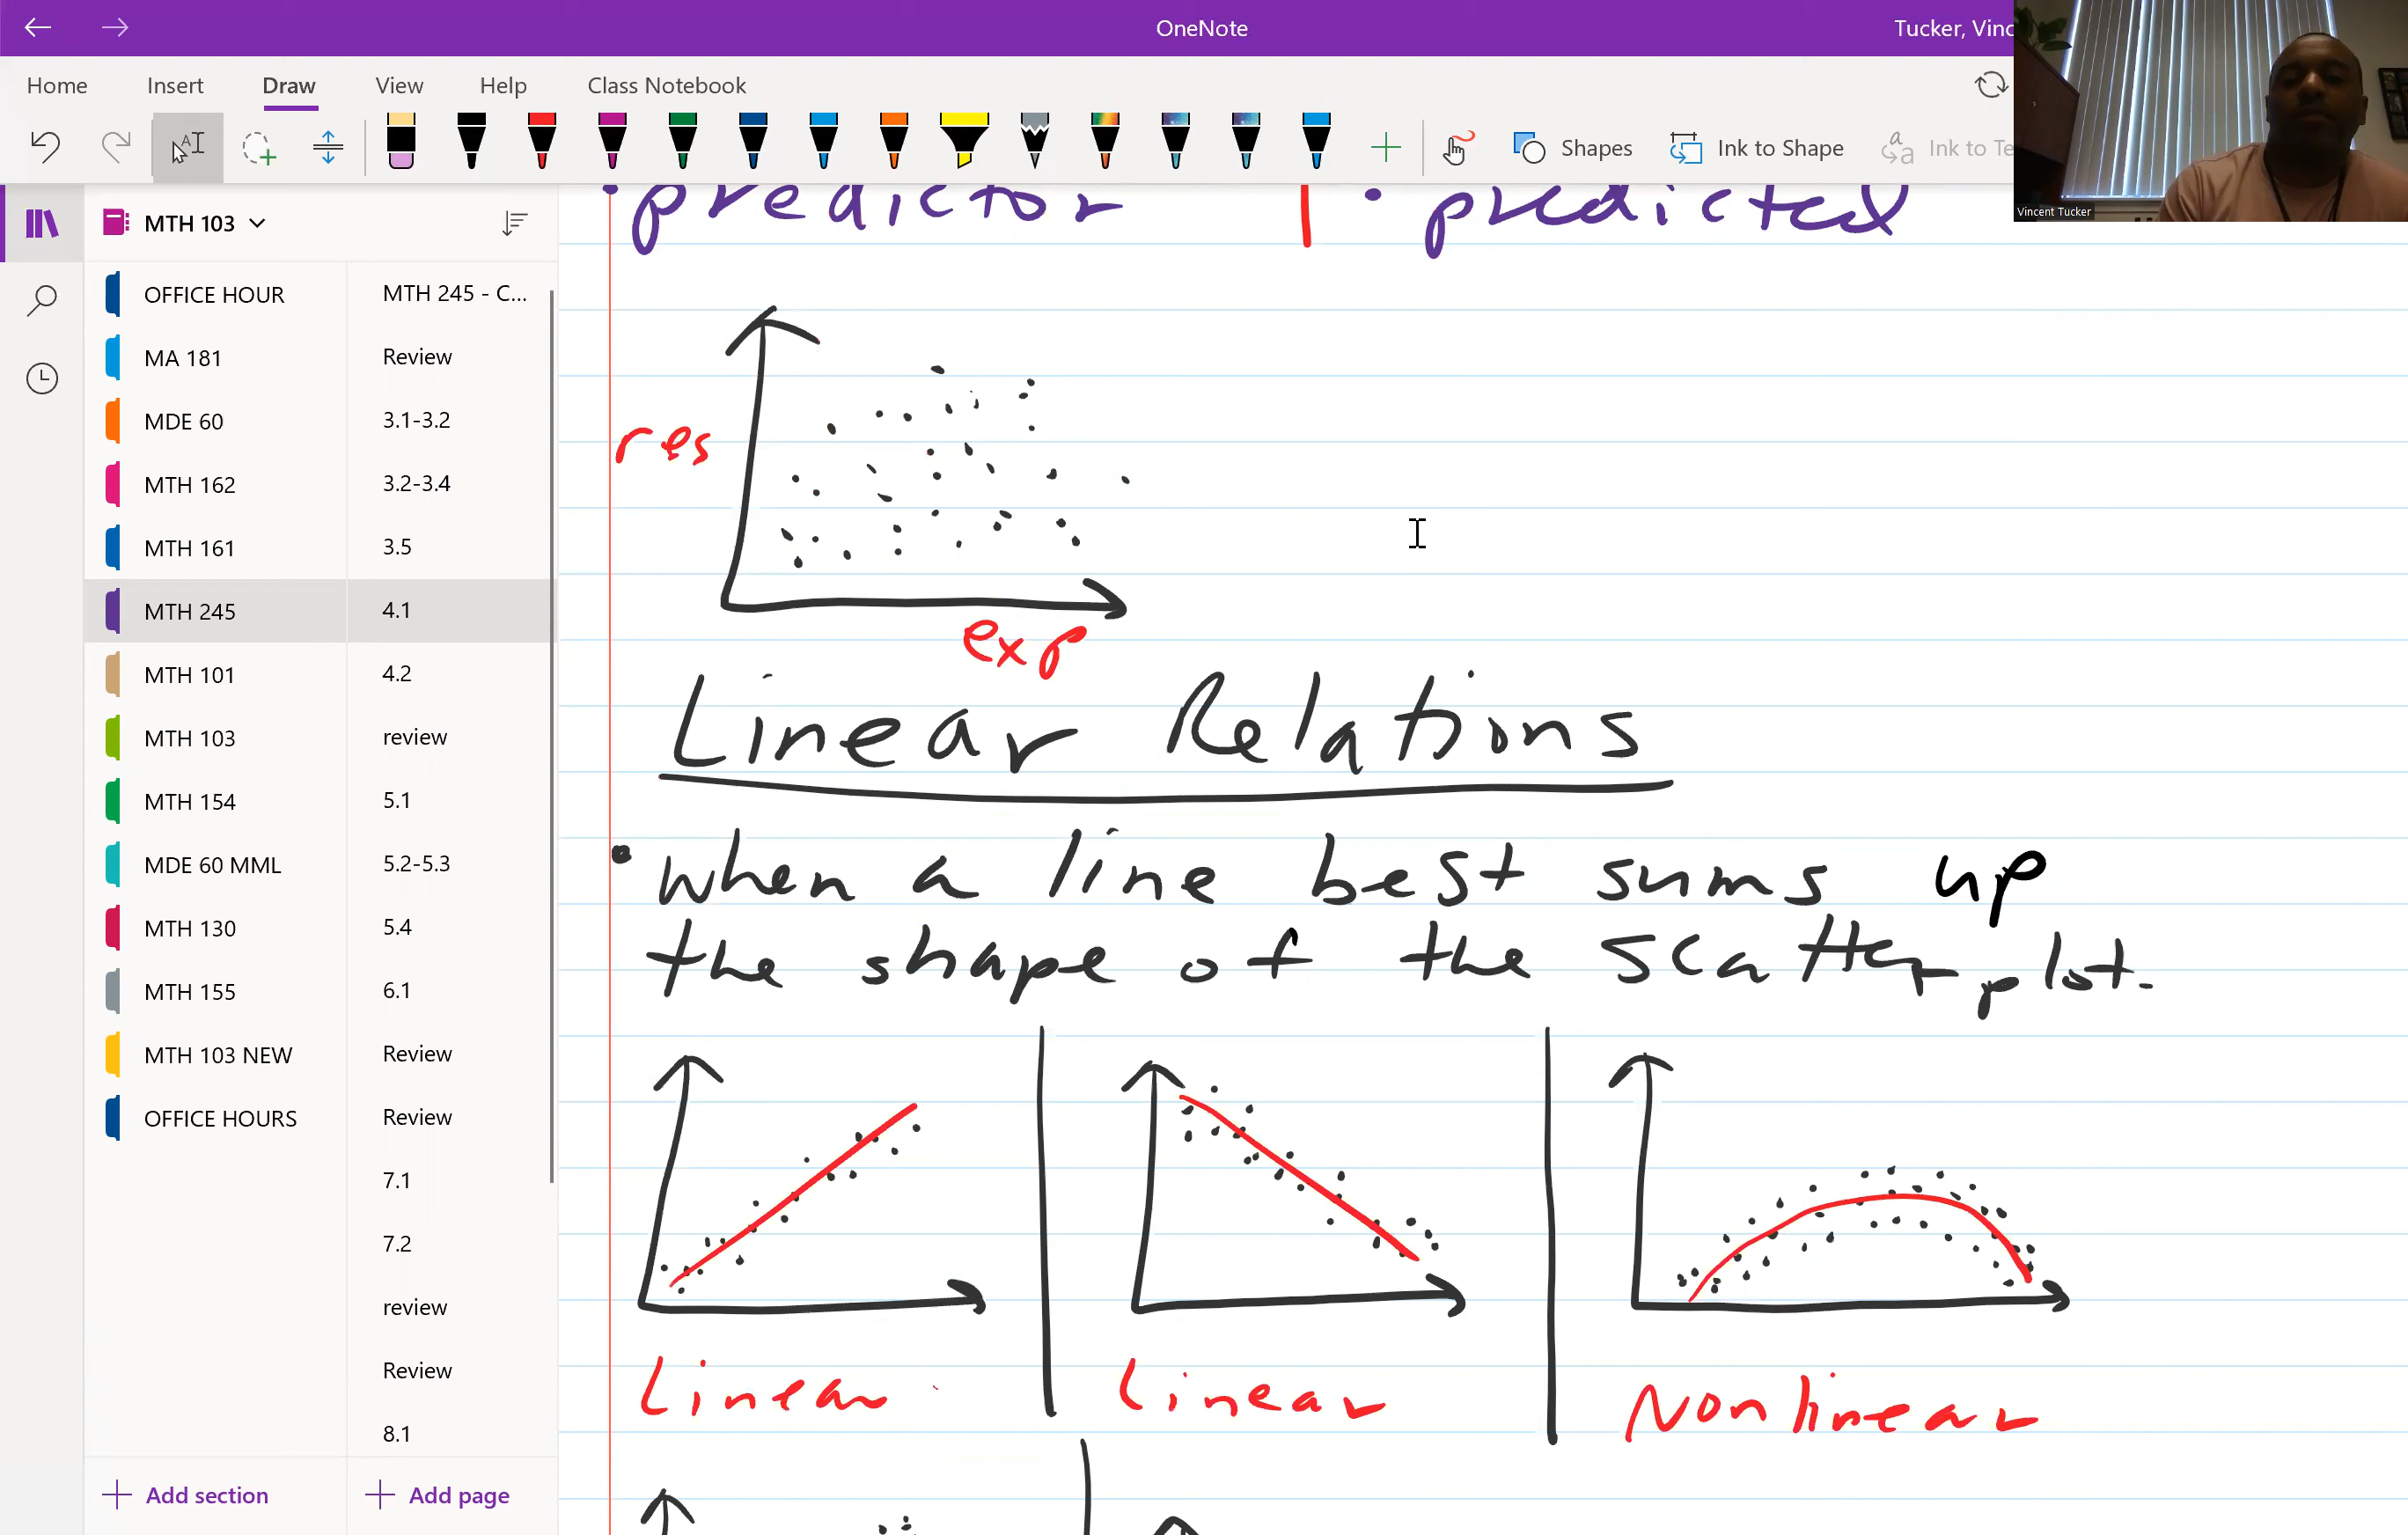 OneNote
Tucker, Vinc
Home Insert Draw View Help Class Notebook
Shapes Ink to Shape Ink to Te
Vincent Tucker
MTH 103
OFFICE HOUR
MA 181
MDE 60
MTH 162
MTH 161
MTH 245
MTH 101
MTH 103
MTH 154
MDE 60 MML
MTH 130
MTH 155
MTH 103 NEW
OFFICE HOURS
Add section
MTH 245 - C...
Review
3.1-3.2
3.2-3.4
3.5
4.1
4.2
review
5.1
5.2-5.3
5.4
6.1
Review
Review
7.1
7.2
review
Review
8.1
Add page
• predictor | • predicted
res
exp
Linear Relations
• when a line best sums up
the shape of the scatterplot.
Linear Linear Nonlinear